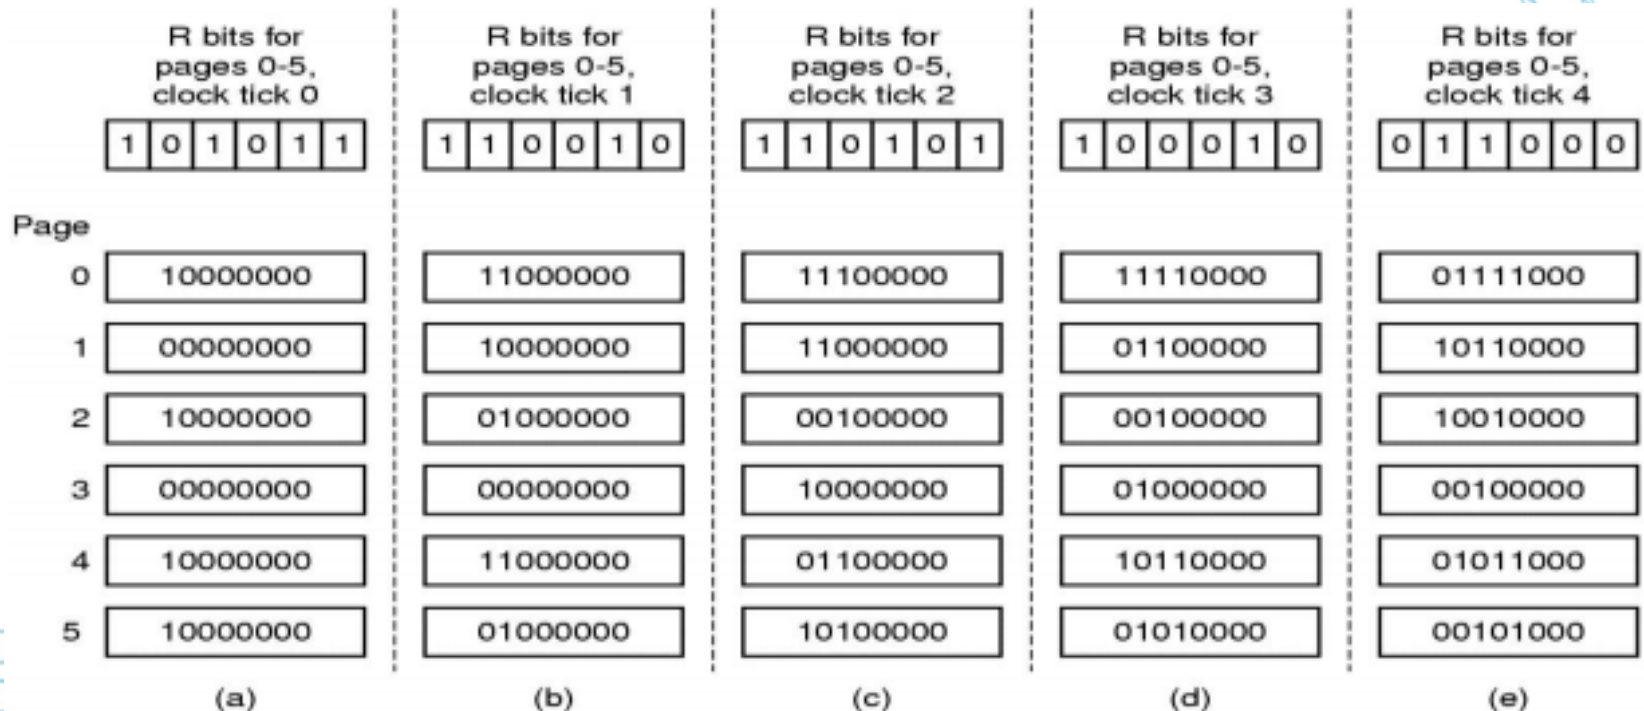 R bits for pages 0-5, clock tick 0
R bits for pages 0-5, clock tick 1
R bits for pages 0-5, clock tick 2
R bits for pages 0-5, clock tick 3
R bits for pages 0-5, clock tick 4
1 0 1 0 1 1
1 1 0 0 1 0
1 1 0 1 0 1
1 0 0 0 1 0
0 1 1 0 0 0
Page
0 10000000 11000000 11100000 11110000 01111000
1 00000000 10000000 11000000 01100000 10110000
2 10000000 01000000 00100000 00100000 10010000
3 00000000 00000000 10000000 01000000 00100000
4 10000000 11000000 01100000 10110000 01011000
5 10000000 01000000 10100000 01010000 00101000
(a) (b) (c) (d) (e)